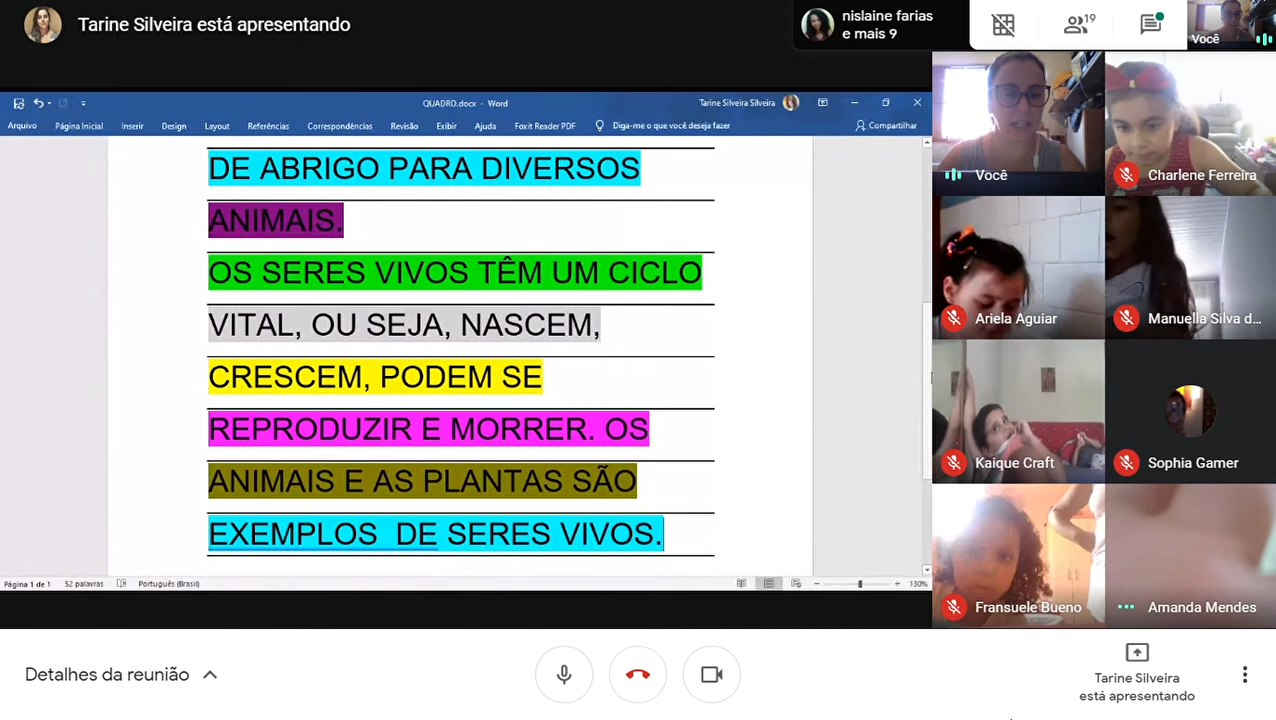 Tarine Silveira está apresentando
nislaine farias
e mais 9
19
Você
QUADRO.docx - Word
Tarine Silveira Silveira
Arquivo Página Inicial Inserir Design Layout Referências Correspondências Revisão Exibir Ajuda Foxit Reader PDF Diga-me o que você deseja fazer Compartilhar
DE ABRIGO PARA DIVERSOS
ANIMAIS.
OS SERES VIVOS TÊM UM CICLO
VITAL, OU SEJA, NASCEM,
CRESCEM, PODEM SE
REPRODUZIR E MORRER. OS
ANIMAIS E AS PLANTAS SÃO
EXEMPLOS DE SERES VIVOS.
Página 1 de 1 52 palavras Português (Brasil) 130%
Você
Charlene Ferreira
Ariela Aguiar
Manuella Silva d...
Kaique Craft
Sophia Gamer
Fransuele Bueno
Amanda Mendes
Detalhes da reunião
Tarine Silveira
está apresentando